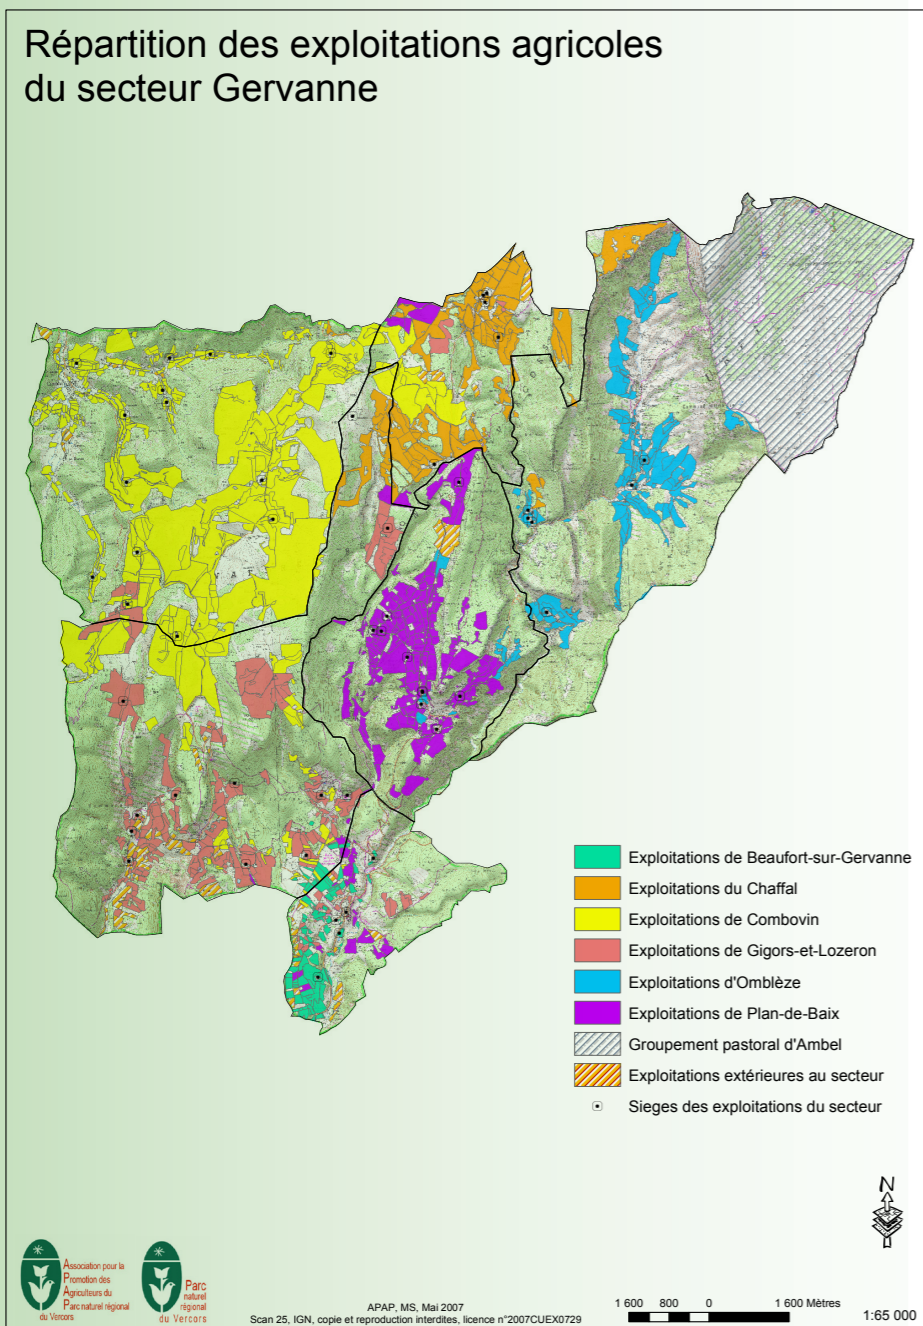 Répartition des exploitations agricoles
du secteur Gervanne
Exploitations de Beaufort-sur-Gervanne
Exploitations du Chaffal
Exploitations de Combovin
Exploitations de Gigors-et-Lozeron
Exploitations d'Omblèze
Exploitations de Plan-de-Baix
Groupement pastoral d'Ambel
Exploitations extérieures au secteur
Sieges des exploitations du secteur
N
Association pour la
Promotion des
Agriculteurs du
Parc naturel régional
du Vercors
Parc
naturel
régional
du Vercors
APAP, MS, Mai 2007
Scan 25, IGN, copie et reproduction interdites, licence n°2007CUEX0729
1 600 800 0 1 600 Mètres
1:65 000